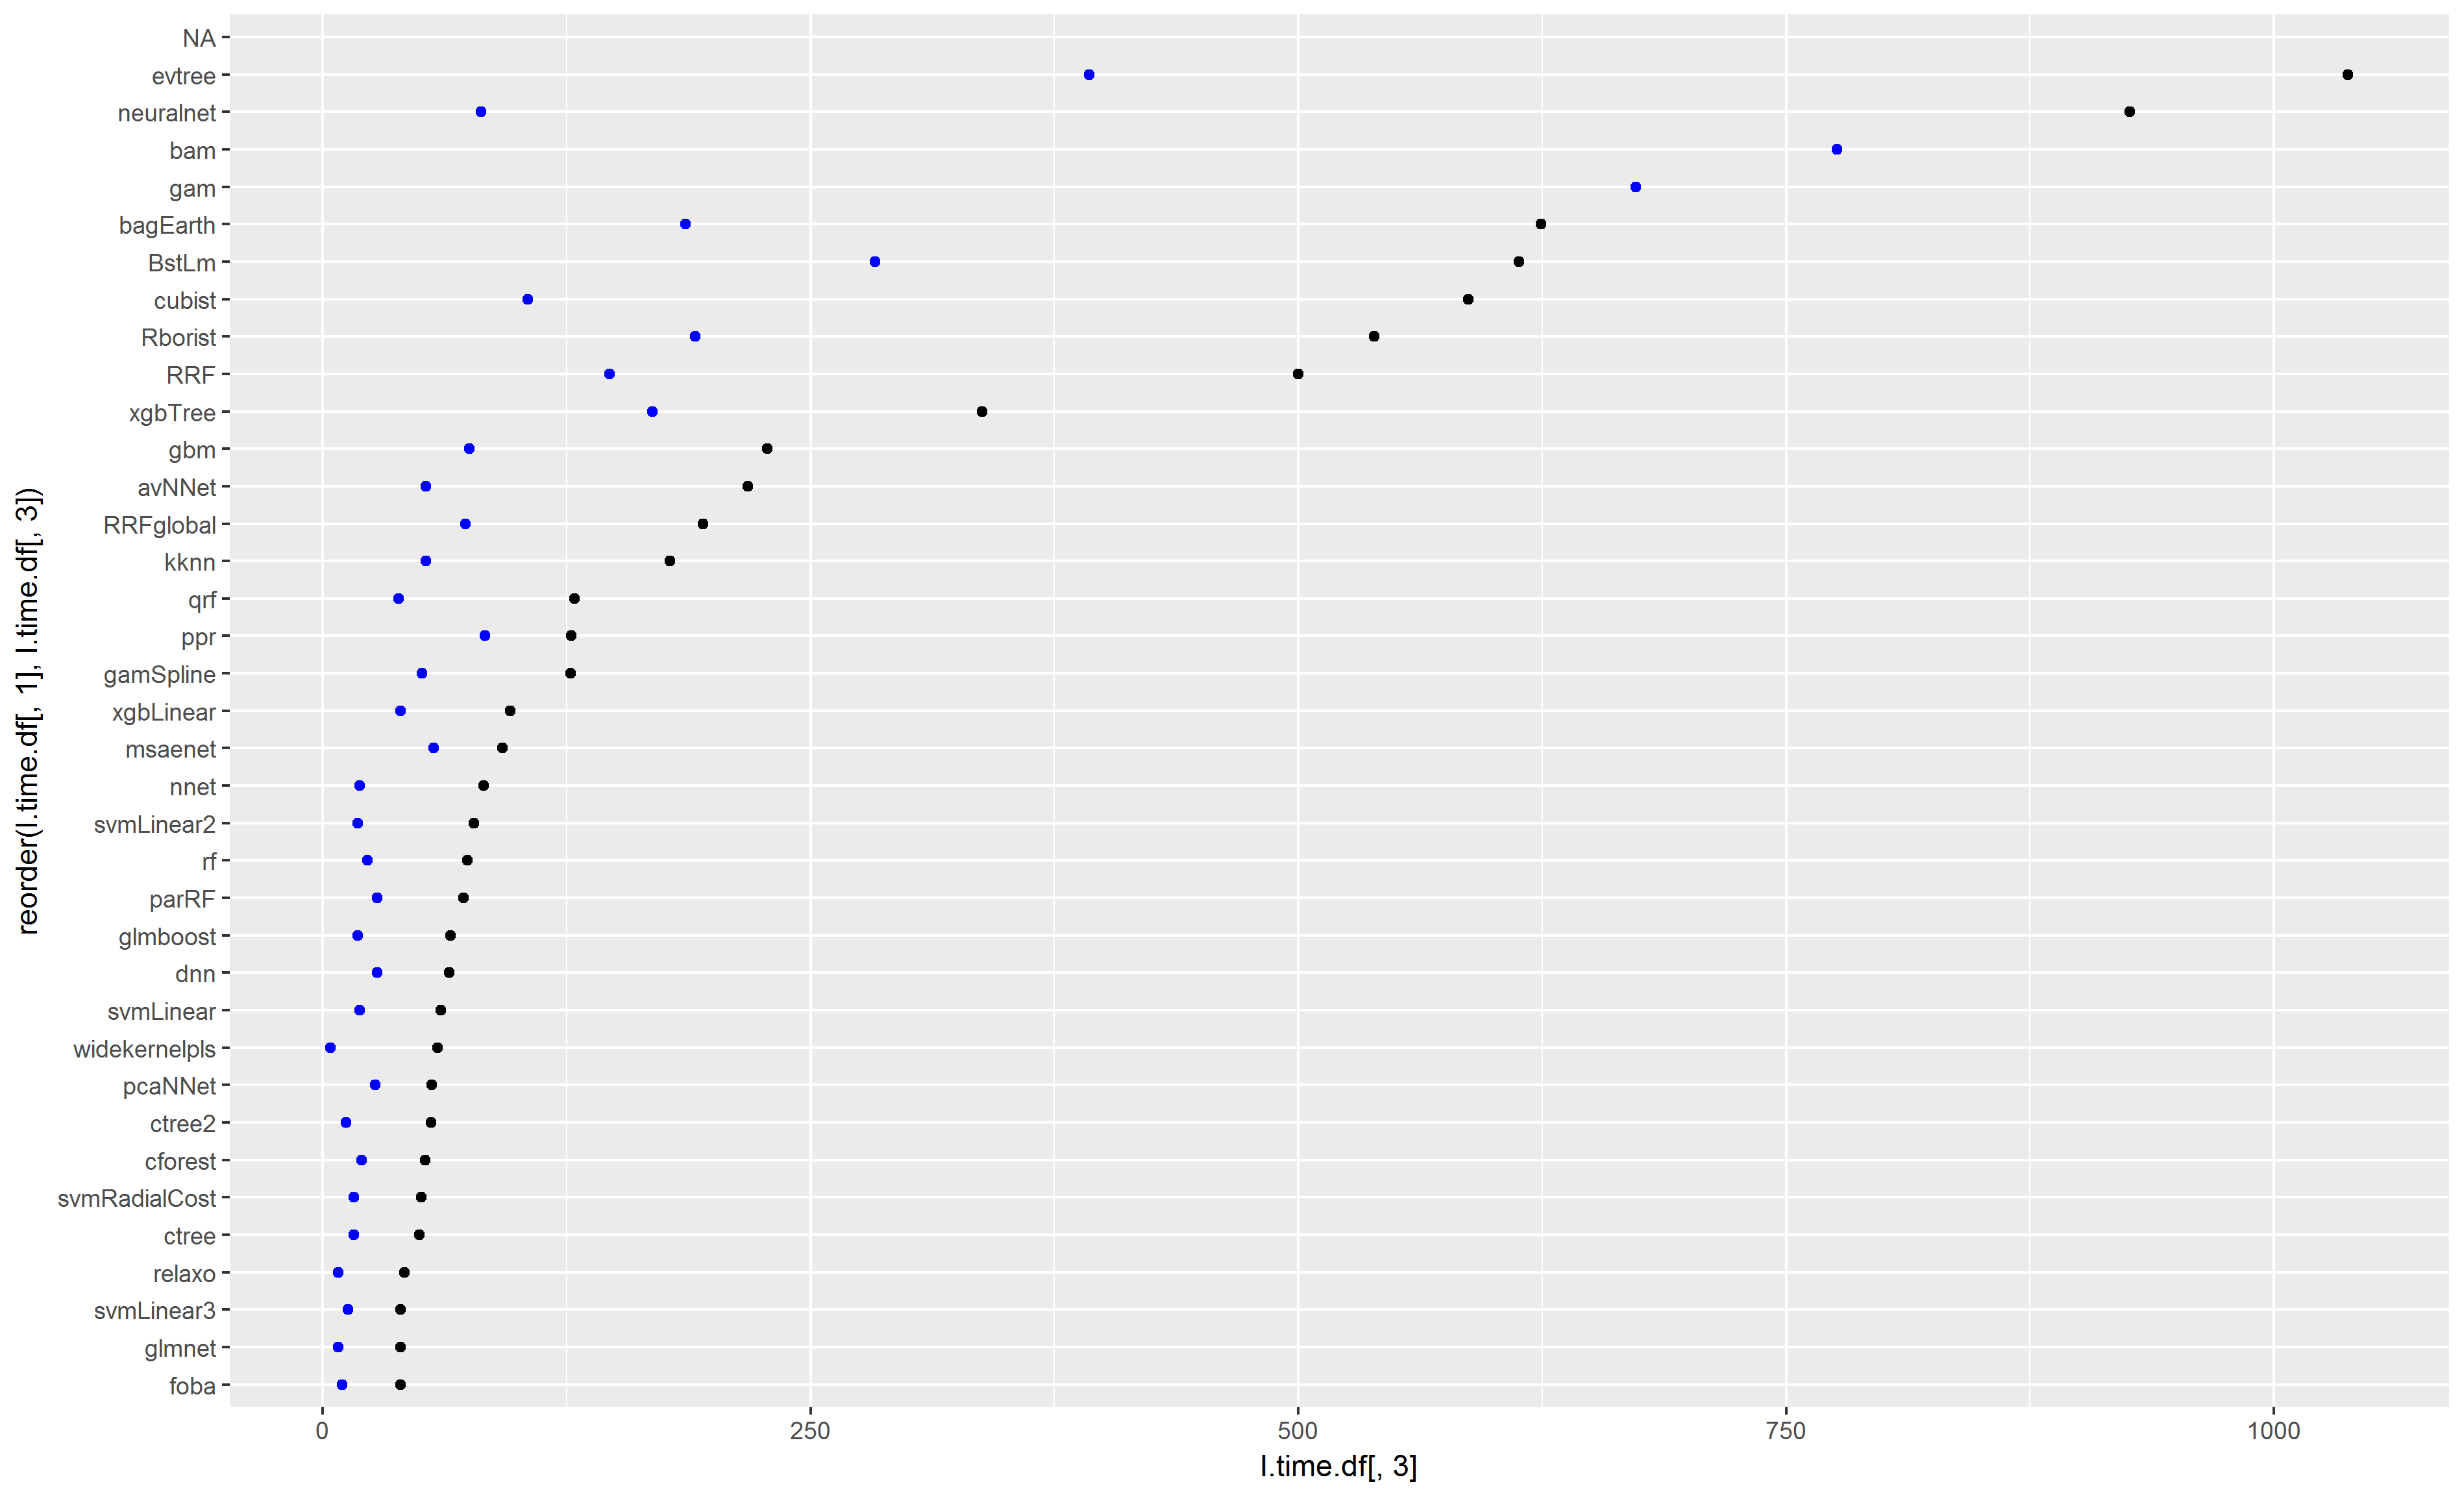 NA
evtree
neuralnet
bam
gam
bagEarth
BstLm
cubist
Rborist
RRF
xgbTree
gbm
avNNet
RRFglobal
kknn
qrf
ppr
gamSpline
xgbLinear
msaenet
nnet
svmLinear2
rf
parRF
glmboost
dnn
svmLinear
widekernelpls
pcaNNet
ctree2
cforest
svmRadialCost
ctree
relaxo
svmLinear3
glmnet
foba
reorder(l.time.df[, 1], l.time.df[, 3])
0 250 500 750 1000
l.time.df[, 3]